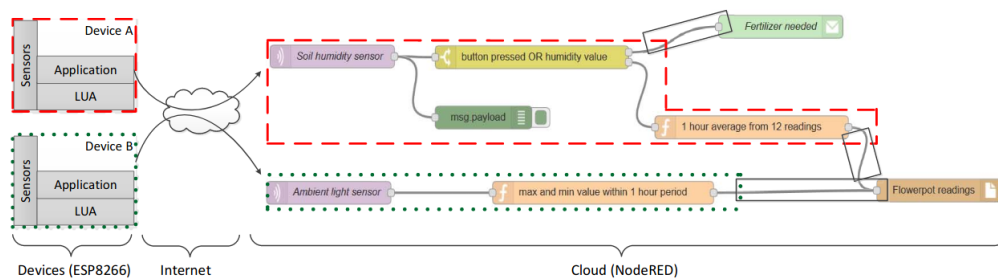 Device A
Sensors
Application
LUA
Device B
Sensors
Application
LUA
Soil humidity sensor
button pressed OR humidity value
Fertilizer needed
msg.payload
f
1 hour average from 12 readings
Ambient light sensor
f
max and min value within 1 hour period
Flowerpot readings
Devices (ESP8266)
Internet
Cloud (NodeRED)